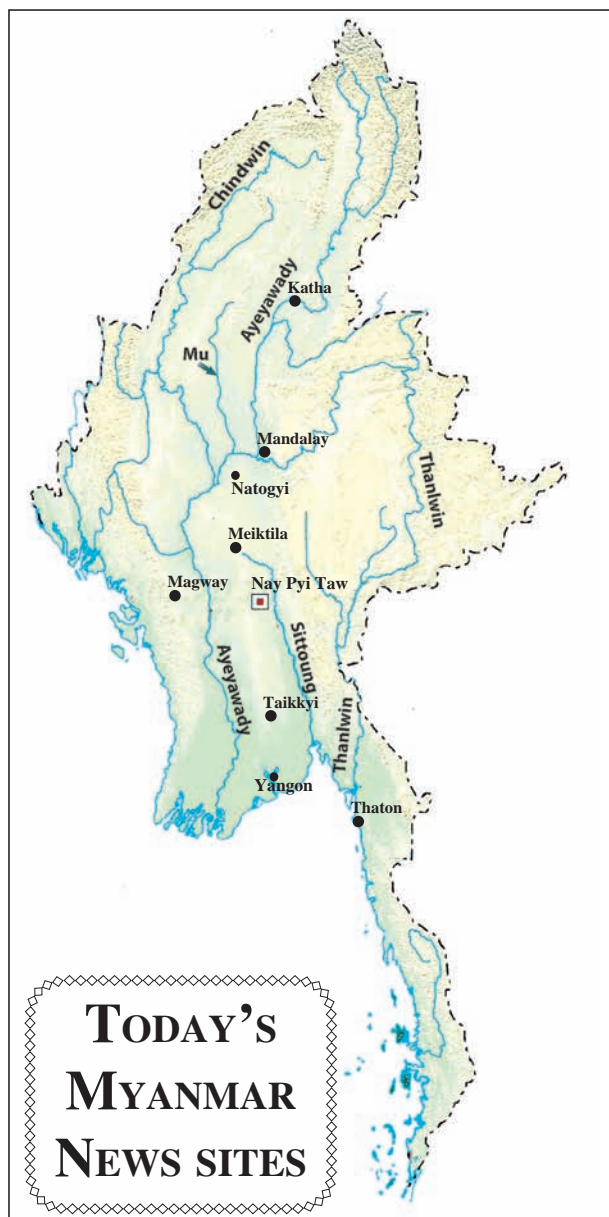 Chindwin
Ayeyawady
Katha
Mu
Mandalay
Natogyi
Thanlwin
Meiktila
Magway
Nay Pyi Taw
Sittoung
Ayeyawady
Taikkyi
Thanlwin
Yangon
Thaton
TODAY'S
MYANMAR
NEWS SITES